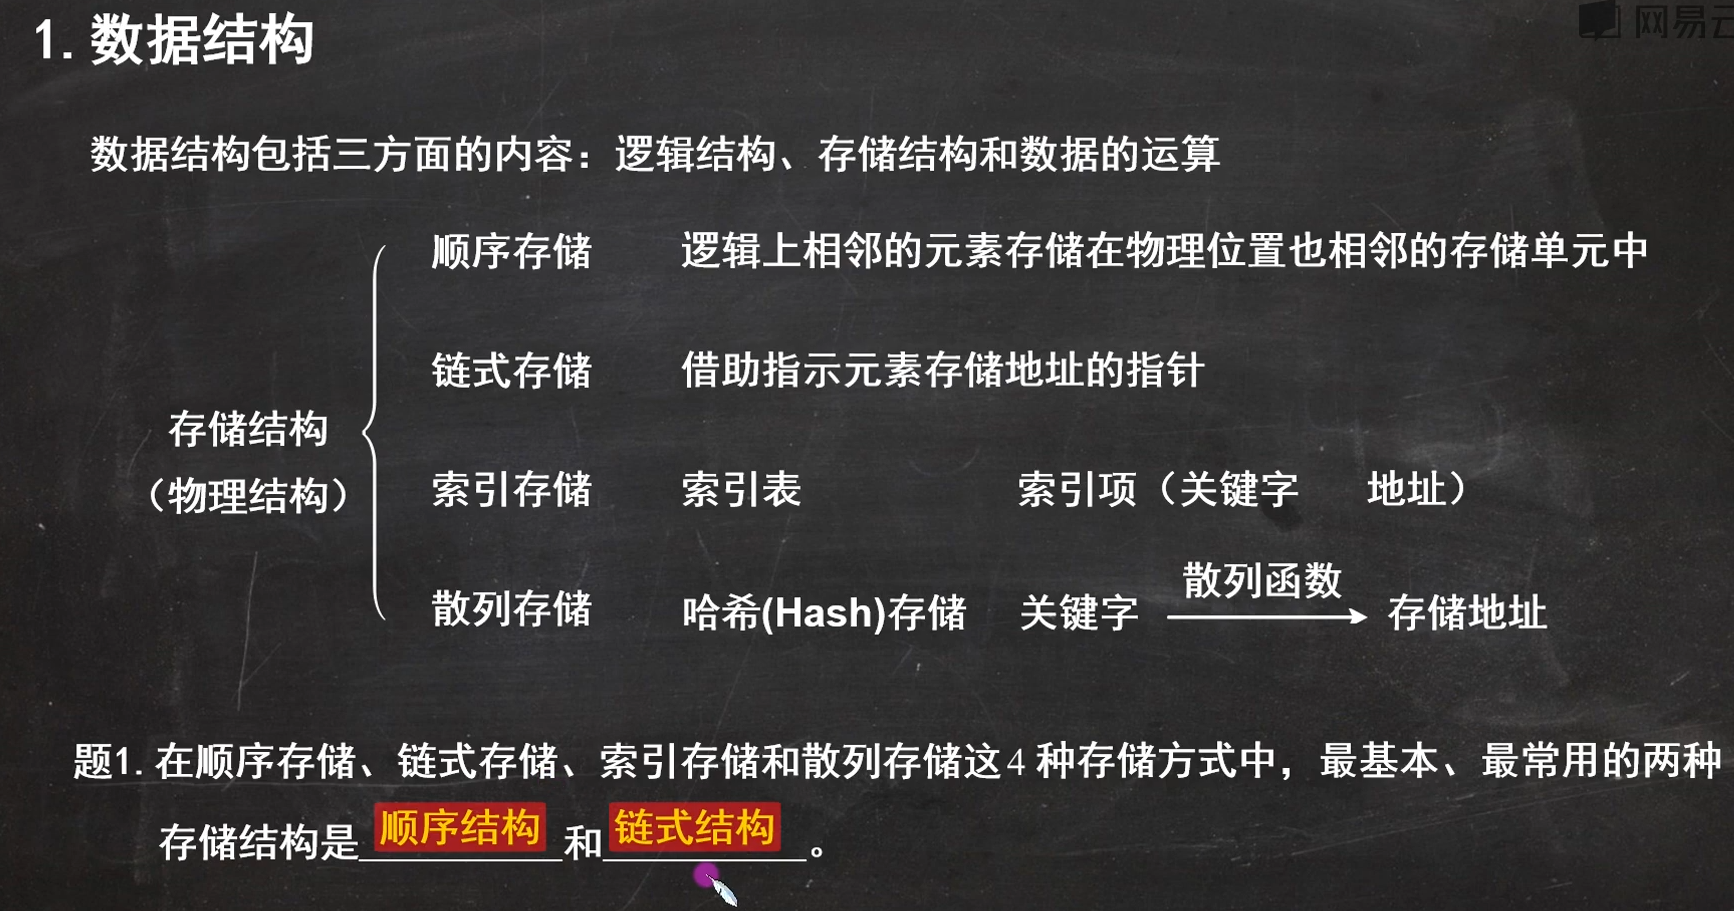 网易云
1. 数据结构
数据结构包括三方面的内容：逻辑结构、存储结构和数据的运算
顺序存储 逻辑上相邻的元素存储在物理位置也相邻的存储单元中
链式存储 借助指示元素存储地址的指针
存储结构
（物理结构）
索引存储 索引表 索引项（关键字 地址）
散列函数
散列存储 哈希(Hash)存储 关键字 存储地址
题1. 在顺序存储、链式存储、索引存储和散列存储这4 种存储方式中，最基本、最常用的两种
存储结构是顺序结构和链式结构。